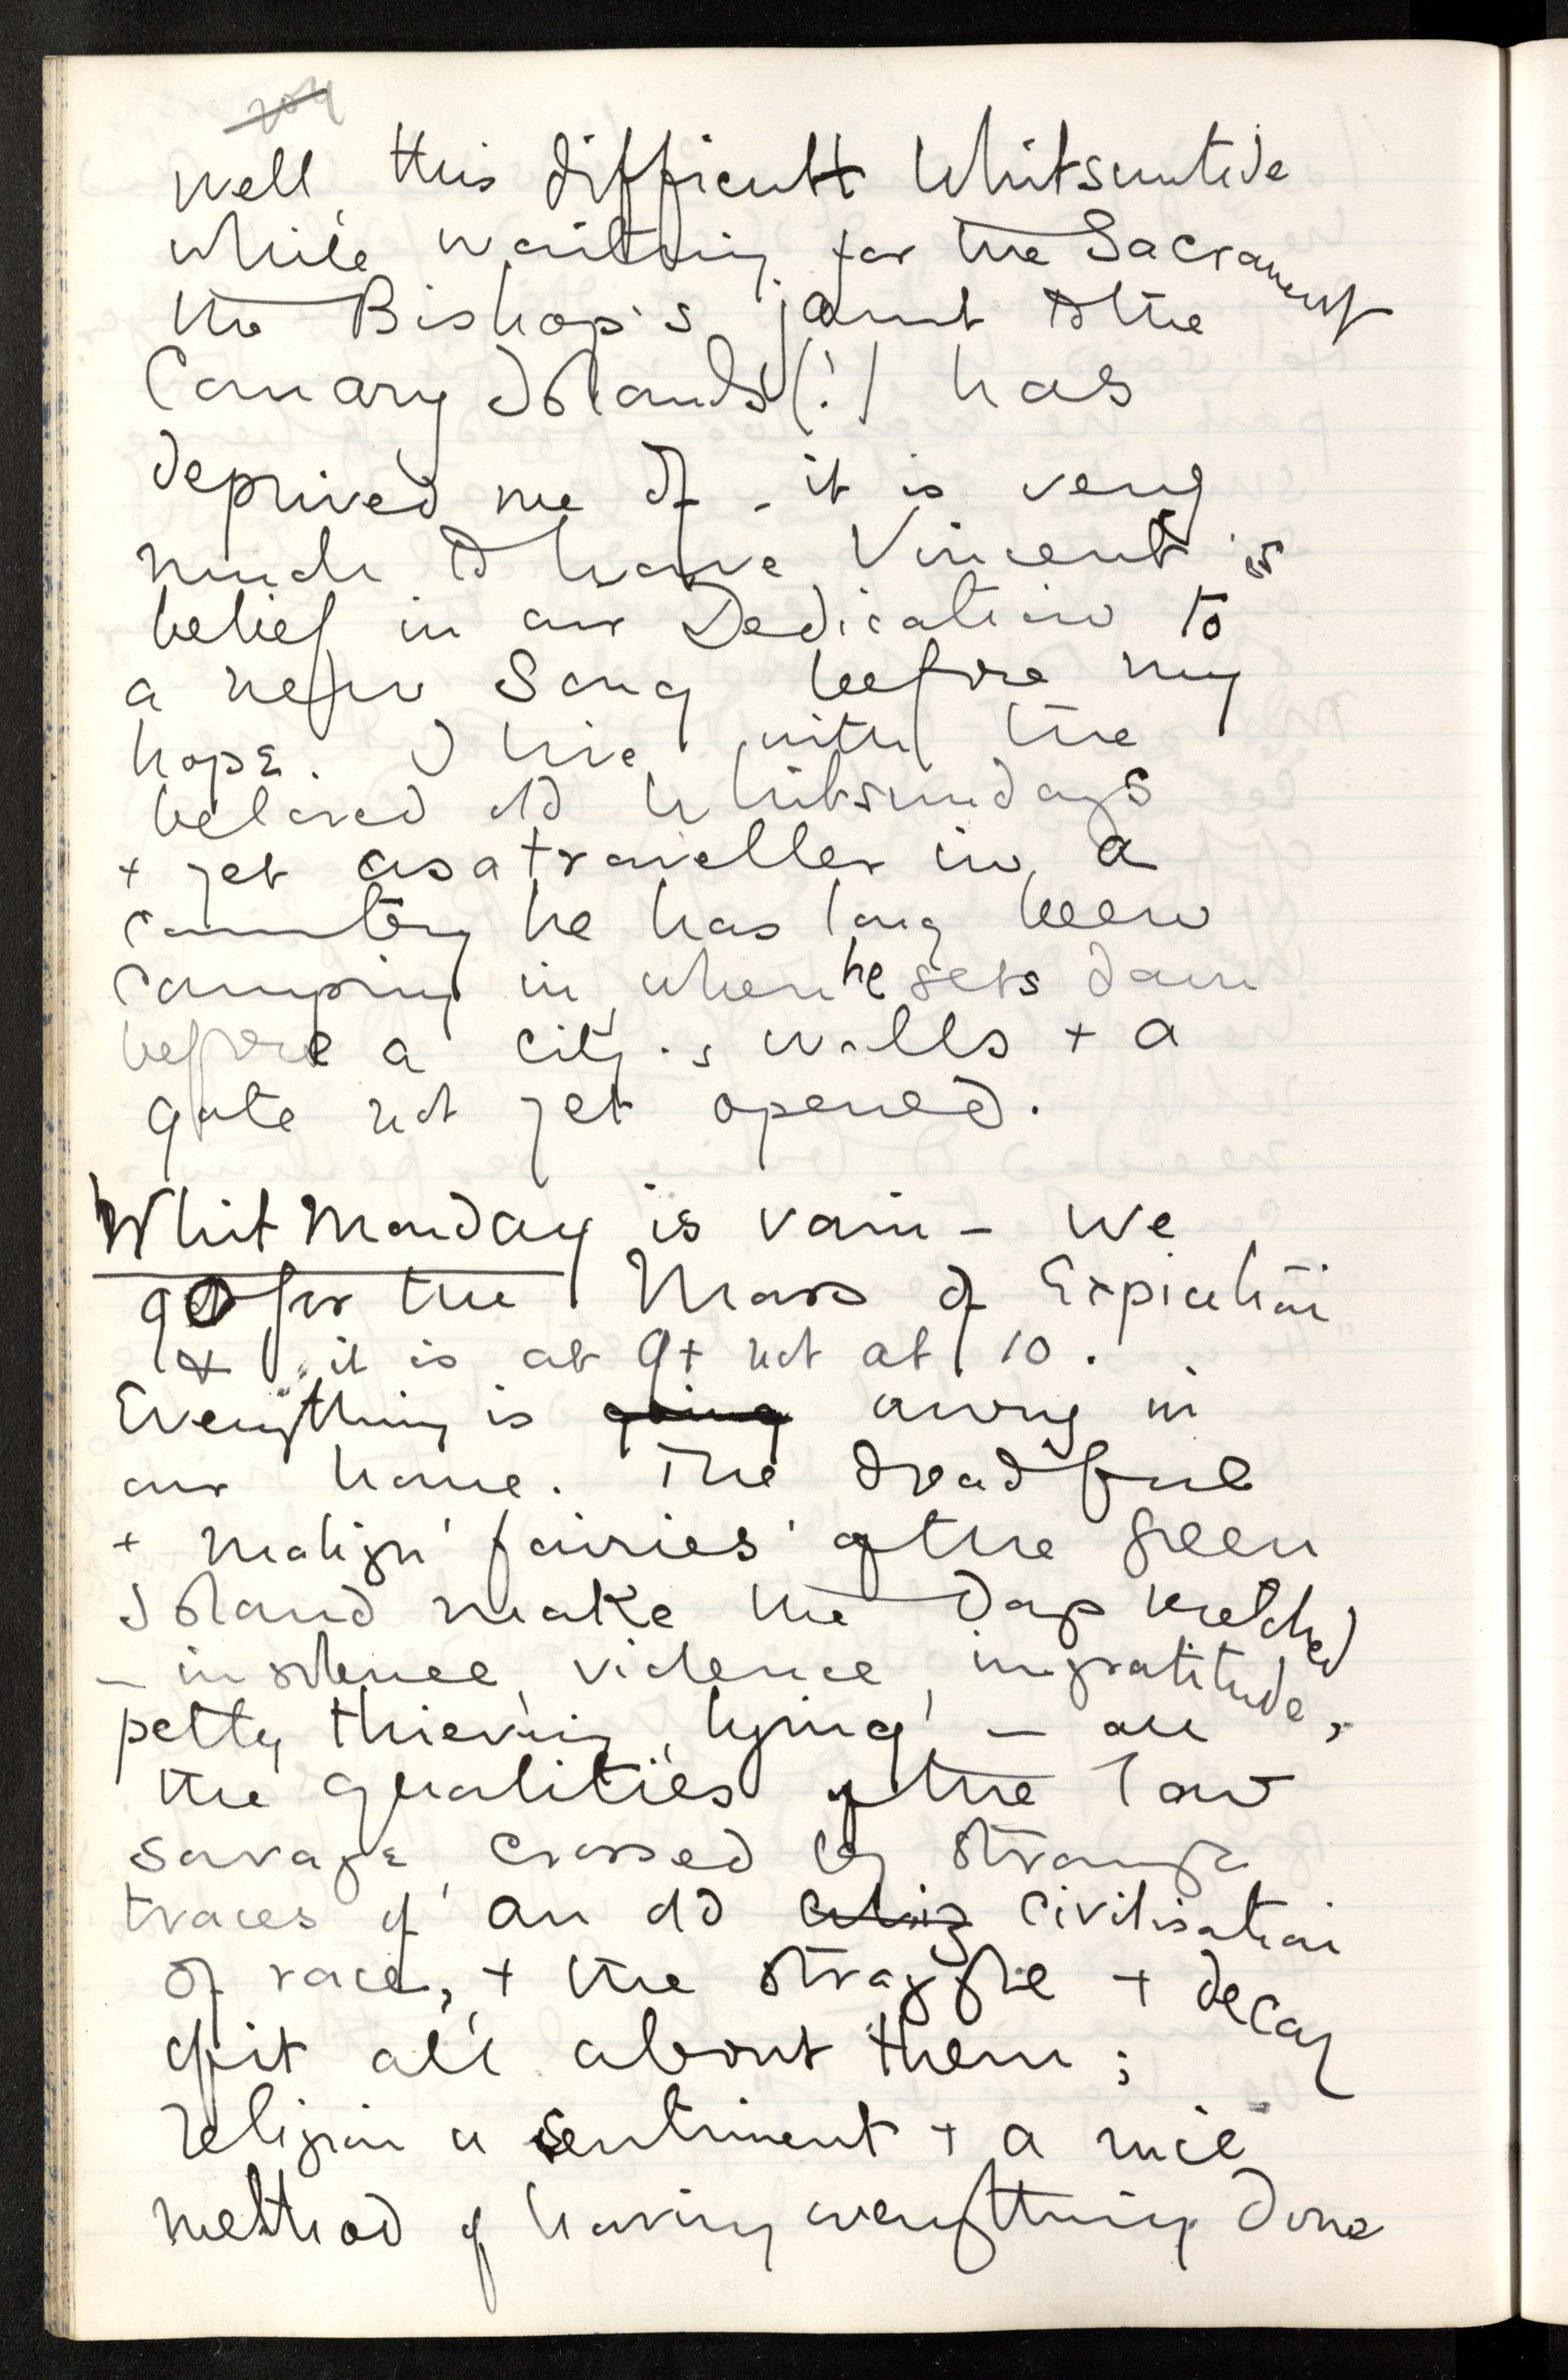 well, this difficult Whitsuntide
while waiting for the Sacrament
the Bishop's jaunt to the
Canary Islands (!) has
deprived me of - it is very
much to have Vincent's
belief in our Dedication to
a new Song before my
hope. I live with the
beloved old Whitsundays
+ yet as a traveller in a
country he has long been
camping in when he sets down
before a city's walls + a
gate not yet opened.
Whit Monday is vain - we
go for the Mass of Expiation
+ it is at 9 + not at 10.
Everything is going awry in
our home. The dreadful
+ malign 'fairies' of the green
Island make the days wretched
- insolence, violence, ingratitude,
petty thieving, lying - all
the qualities of the low
savage crossed by strange
traces of an old civiliz civilisation
of race, + the straggle + decay
of it all about them;
religion a sentiment + a nice
method of having everything done